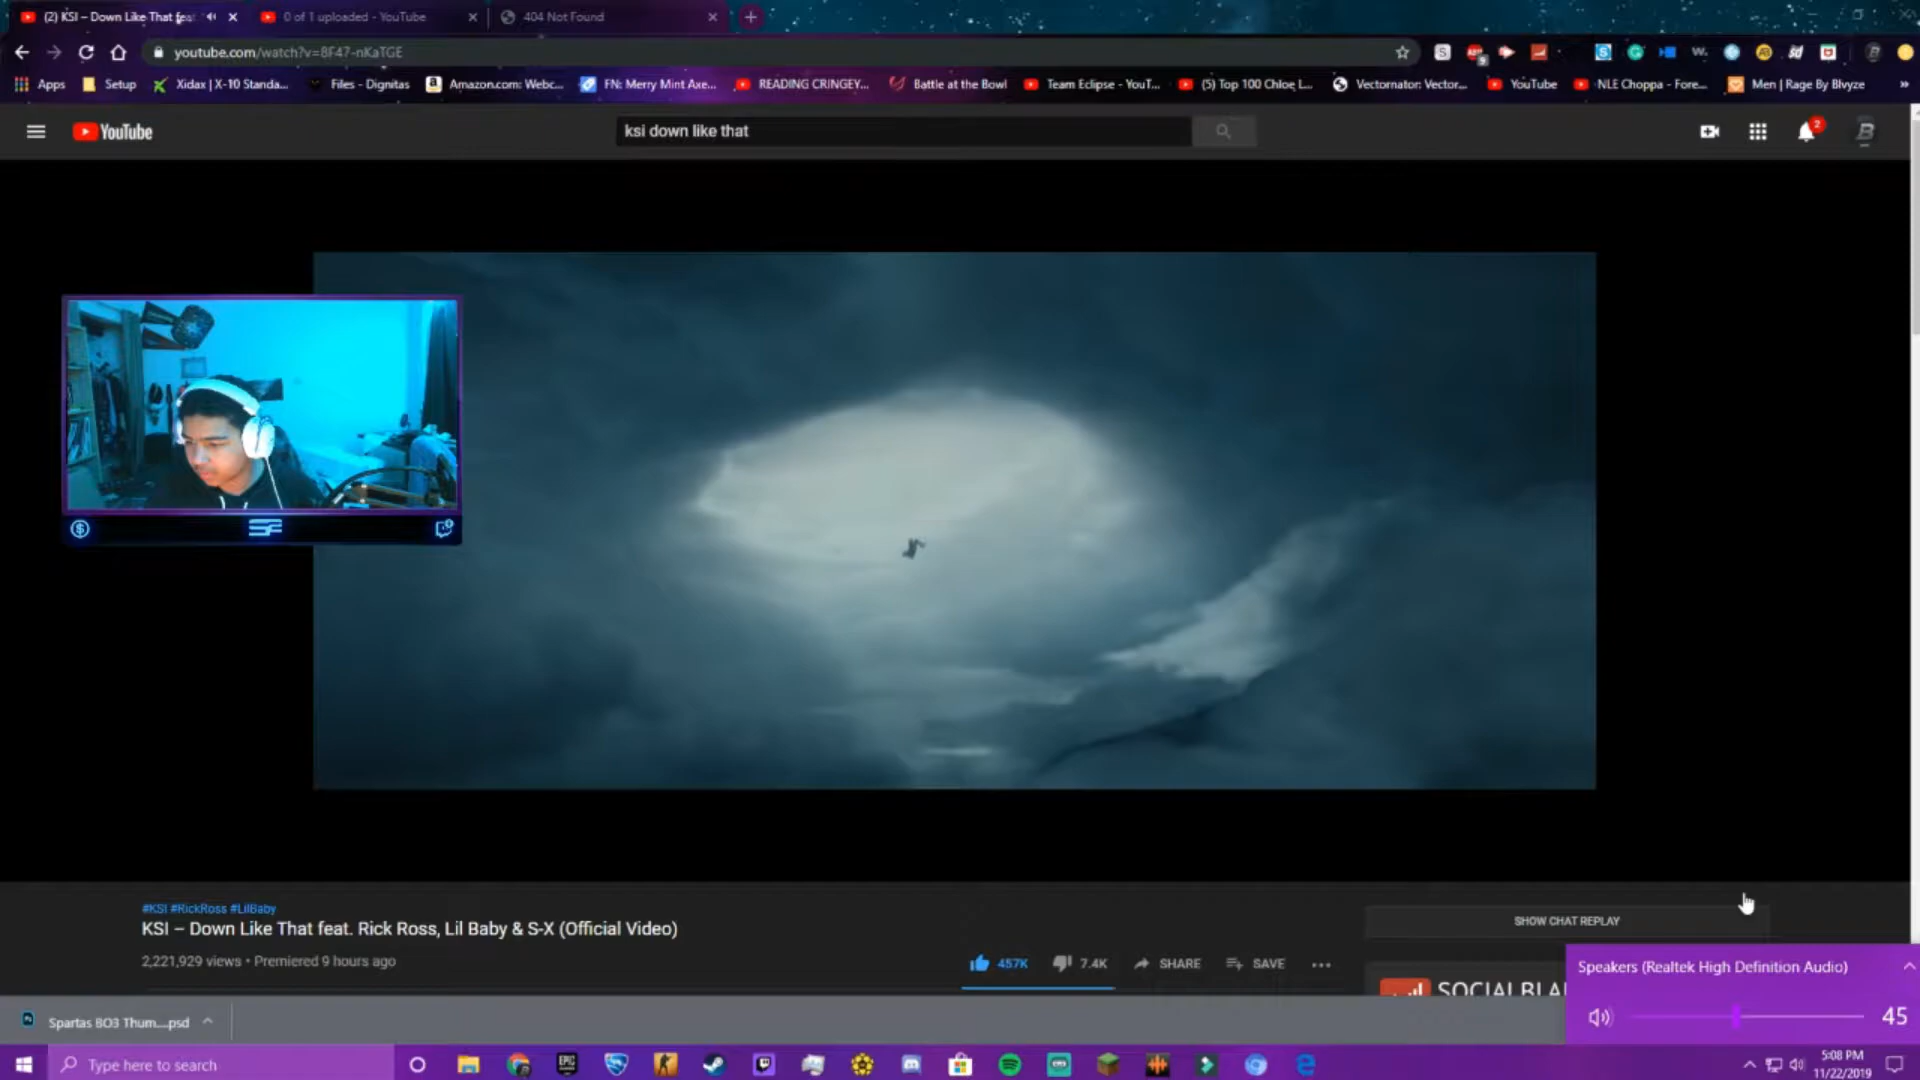 (2) KSI – Down Like That feat
0 of 1 uploaded - YouTube
404 Not Found
youtube.com/watch?v=8F47-nKaTGE
Apps
Setup
Xidax | X-10 Standa...
Files - Dignitas
Amazon.com: Webc...
FN: Merry Mint Axe...
READING CRINGEY...
Battle at the Bowl
Team Eclipse - YouT...
(5) Top 100 Chloe L...
Vectornator: Vector...
YouTube
NLE Choppa - Fore...
Men | Rage By Blvyze
»
YouTube
ksi down like that
2
#KSI #RickRoss #LilBaby
KSI – Down Like That feat. Rick Ross, Lil Baby & S-X (Official Video)
2,221,929 views • Premiered 9 hours ago
457K
7.4K
SHARE
SAVE
SHOW CHAT REPLAY
SOCIALBLA
Speakers (Realtek High Definition Audio)
45
Spartas BO3 Thum....psd
Type here to search
5:08 PM
11/22/2019